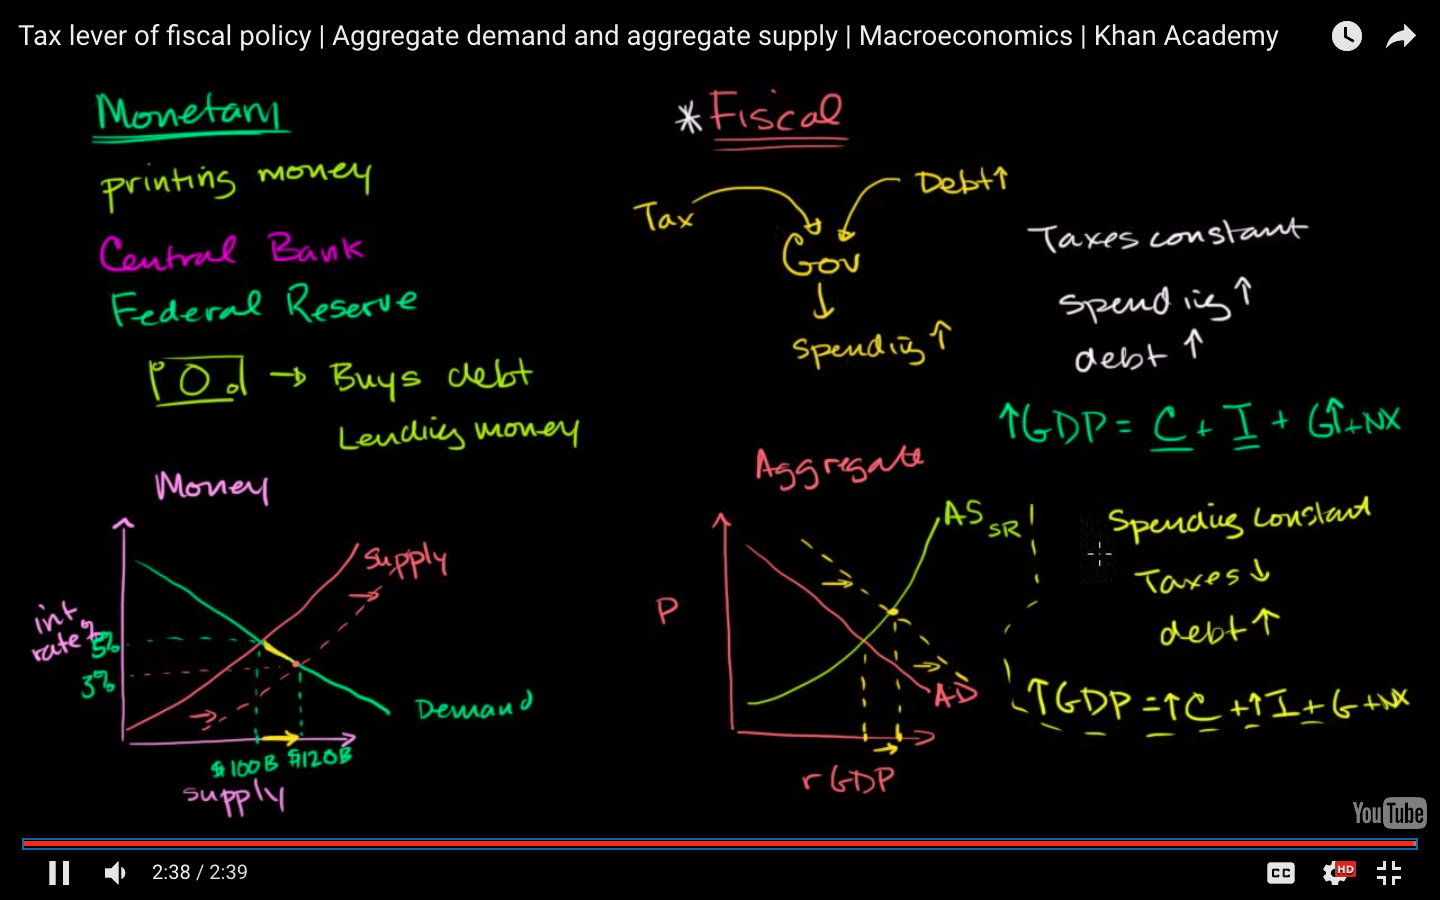 Tax lever of fiscal policy | Aggregate demand and aggregate supply | Macroeconomics | Khan Academy
Monetary
printing money
Central Bank
Federal Reserve
Buys debt
Lending money
Money
int rate
5%
3%
supply
Demand
$100B $120B
supply
* Fiscal
Tax
Debt↑
Gov
↓
spending↑
Taxes constant
spending↑
debt ↑
↑GDP = C + I + G↑+NX
Aggregate
P
AS SR
AD
rGDP
Spending constant
Taxes↓
debt↑
↑GDP =↑C +↑I + G +NX
YouTube
2:38 / 2:39
CC
HD